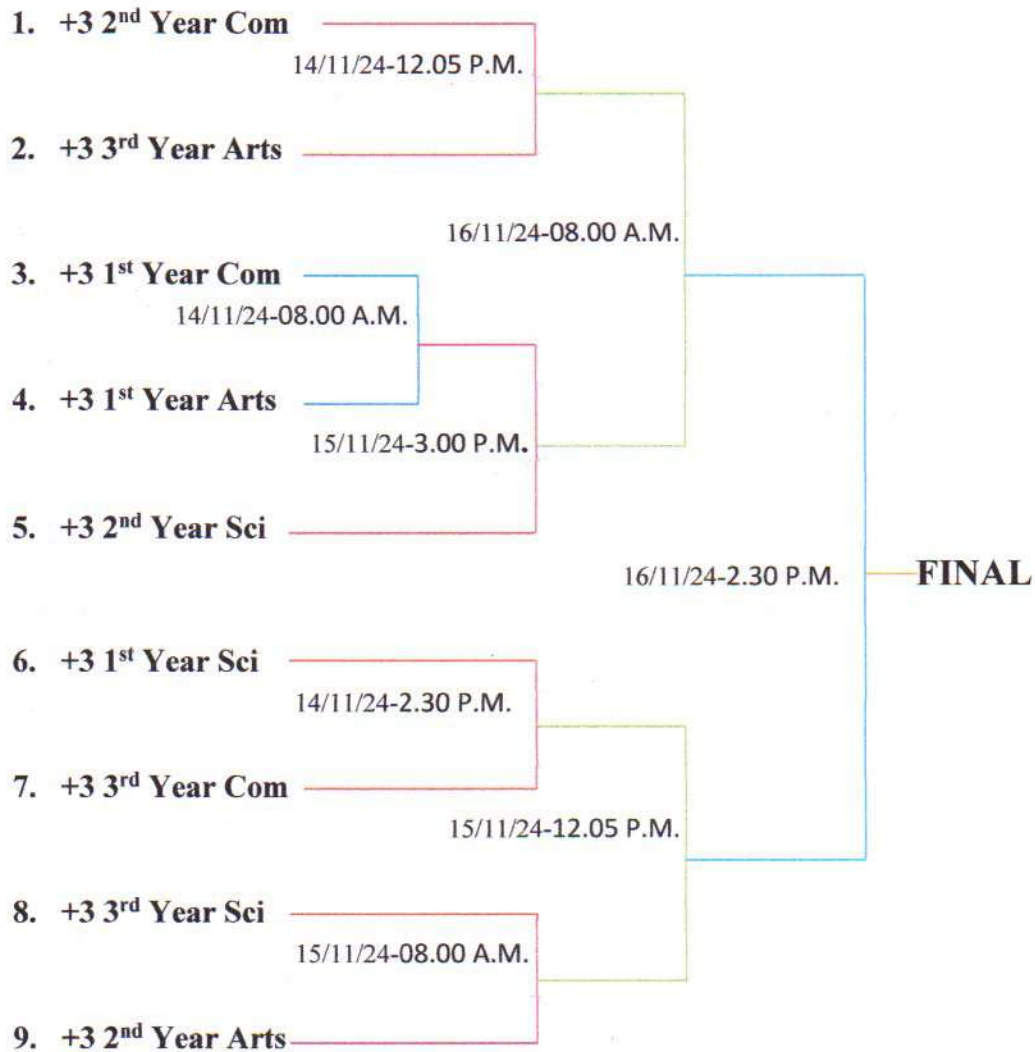 1. +3 2nd Year Com
14/11/24-12.05 P.M.
2. +3 3rd Year Arts
16/11/24-08.00 A.M.
3. +3 1st Year Com
14/11/24-08.00 A.M.
4. +3 1st Year Arts
15/11/24-3.00 P.M.
5. +3 2nd Year Sci
16/11/24-2.30 P.M.
FINAL
6. +3 1st Year Sci
14/11/24-2.30 P.M.
7. +3 3rd Year Com
15/11/24-12.05 P.M.
8. +3 3rd Year Sci
15/11/24-08.00 A.M.
9. +3 2nd Year Arts